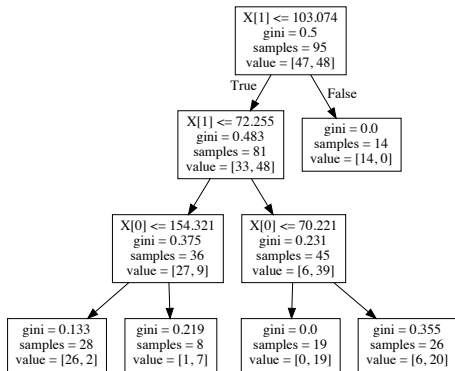 X[1] <= 103.074
gini = 0.5
samples = 95
value = [47, 48]
True
False
X[1] <= 72.255
gini = 0.483
samples = 81
value = [33, 48]
gini = 0.0
samples = 14
value = [14, 0]
X[0] <= 154.321
gini = 0.375
samples = 36
value = [27, 9]
X[0] <= 70.221
gini = 0.231
samples = 45
value = [6, 39]
gini = 0.133
samples = 28
value = [26, 2]
gini = 0.219
samples = 8
value = [1, 7]
gini = 0.0
samples = 19
value = [0, 19]
gini = 0.355
samples = 26
value = [6, 20]